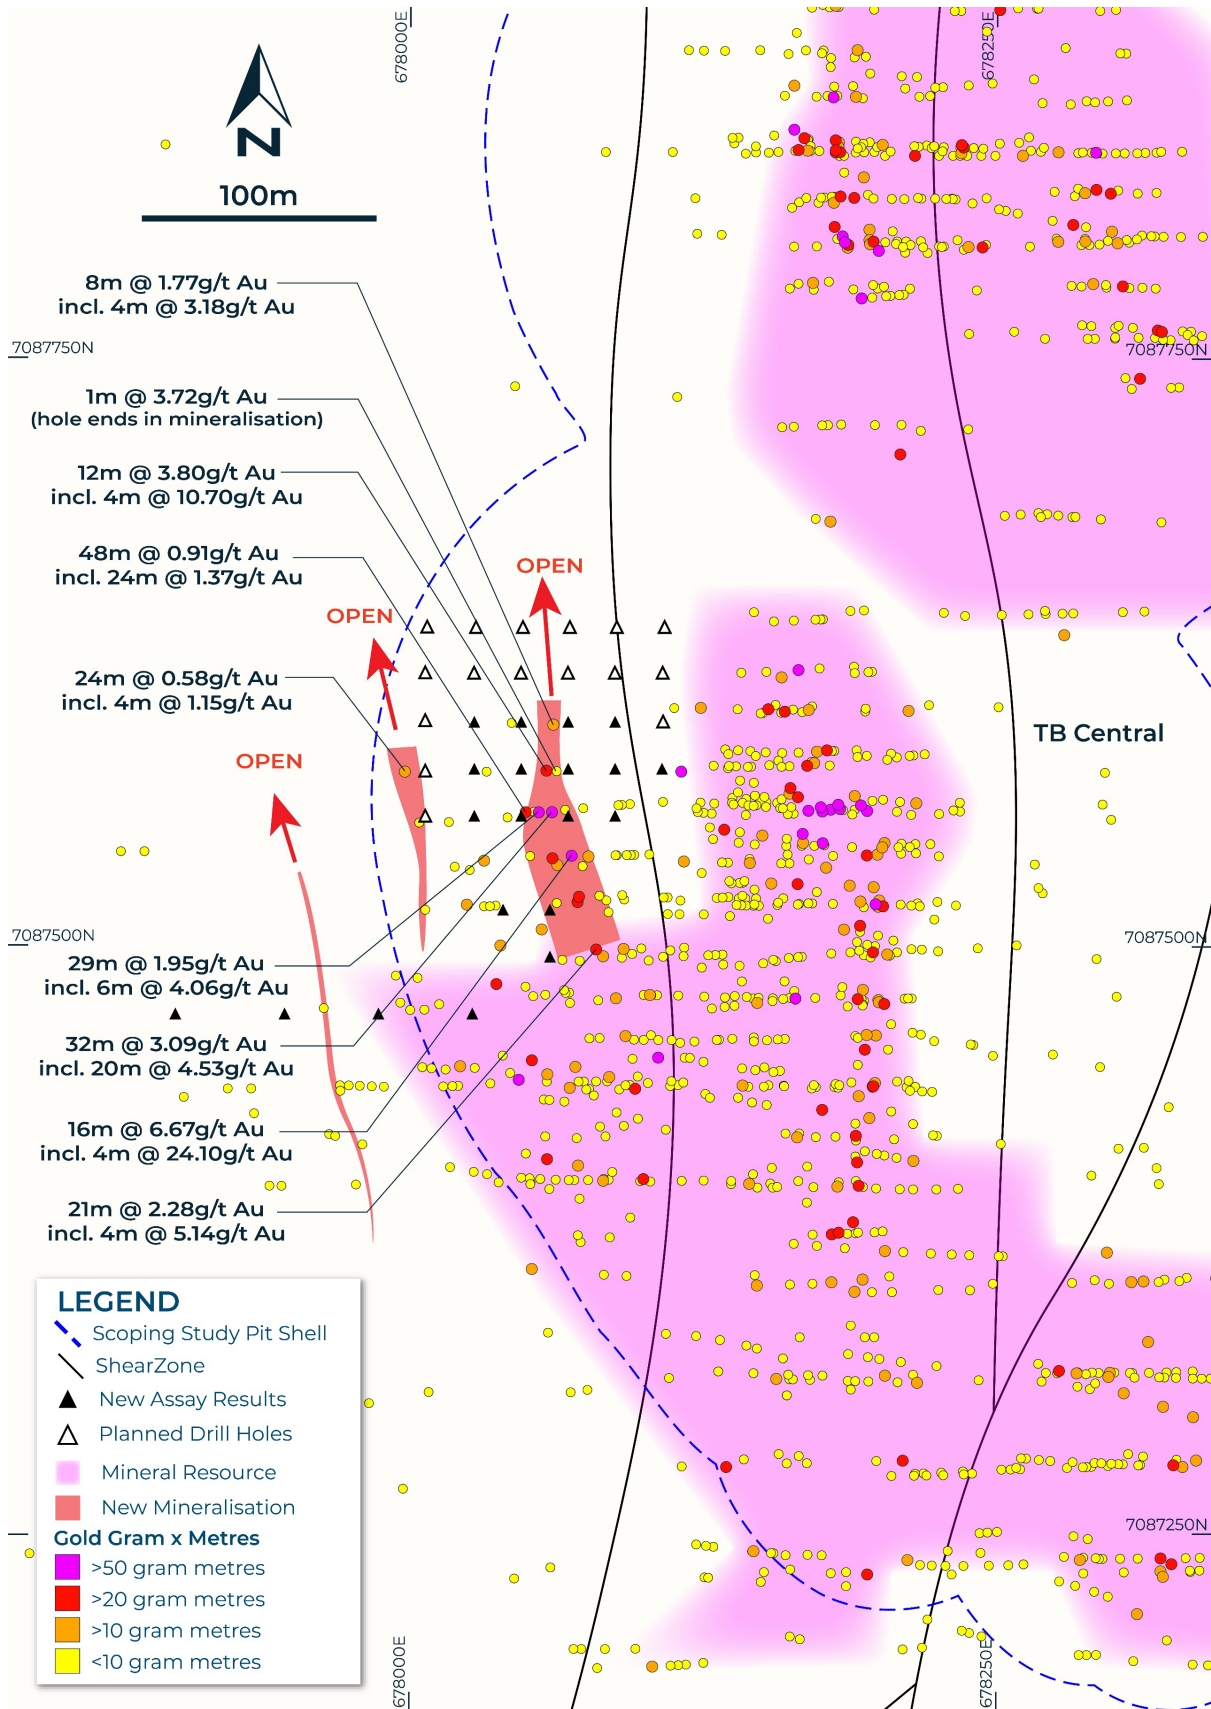 678000E
678250E
N
100m
8m @ 1.77g/t Au
incl. 4m @ 3.18g/t Au
7087750N
7087750N
1m @ 3.72g/t Au
(hole ends in mineralisation)
12m @ 3.80g/t Au
incl. 4m @ 10.70g/t Au
48m @ 0.91g/t Au
incl. 24m @ 1.37g/t Au
OPEN
OPEN
24m @ 0.58g/t Au
incl. 4m @ 1.15g/t Au
TB Central
OPEN
7087500N
7087500N
29m @ 1.95g/t Au
incl. 6m @ 4.06g/t Au
32m @ 3.09g/t Au
incl. 20m @ 4.53g/t Au
16m @ 6.67g/t Au
incl. 4m @ 24.10g/t Au
21m @ 2.28g/t Au
incl. 4m @ 5.14g/t Au
LEGEND
Scoping Study Pit Shell
ShearZone
New Assay Results
Planned Drill Holes
Mineral Resource
New Mineralisation
Gold Gram x Metres
>50 gram metres
>20 gram metres
>10 gram metres
<10 gram metres
7087250N
678000E
678250E